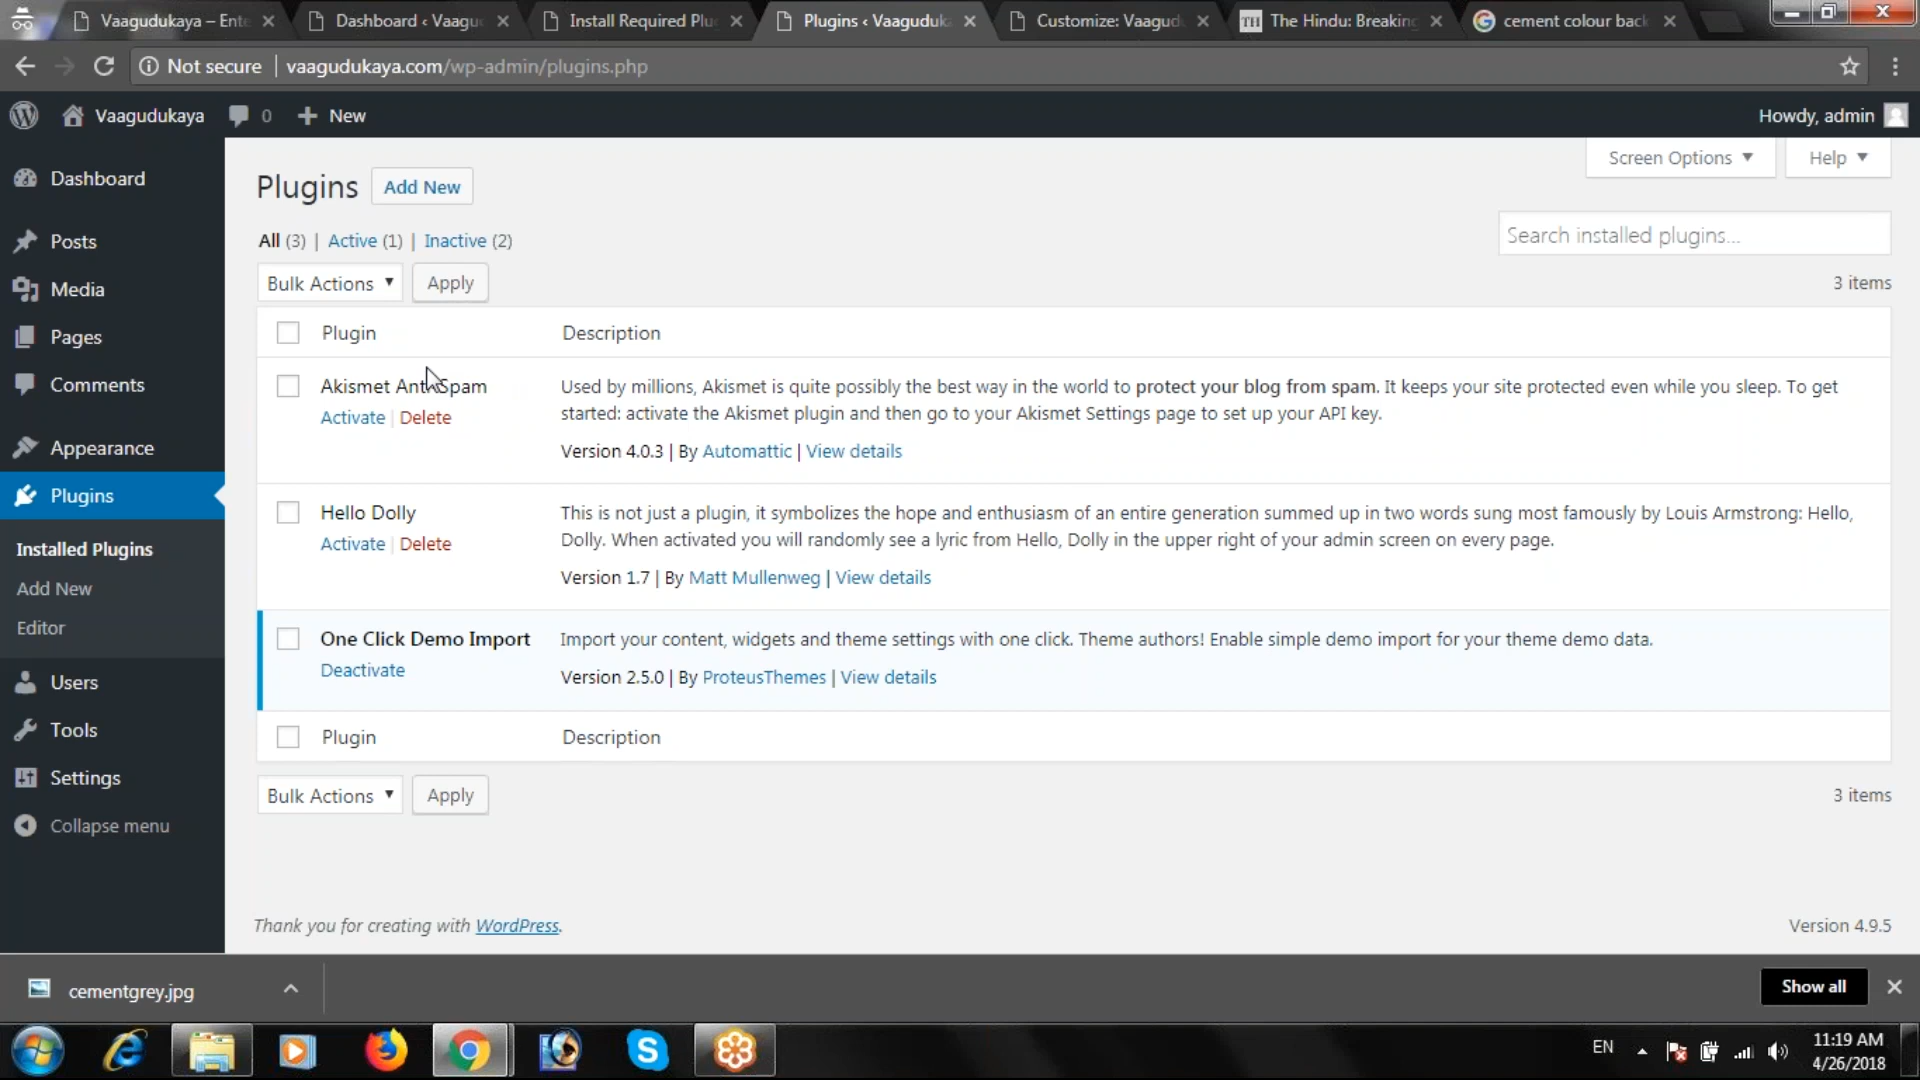 Vaagudukaya – Ente
Dashboard ‹ Vaagu
Install Required Plu
Plugins ‹ Vaaguduk
Customize: Vaagud
TH The Hindu: Breaking
cement colour back
Not secure | vaagudukaya.com/wp-admin/plugins.php
Vaagudukaya 0 + New
Howdy, admin
Dashboard
Posts
Media
Pages
Comments
Appearance
Plugins
Installed Plugins
Add New
Editor
Users
Tools
Settings
Collapse menu
Screen Options ▼
Help ▼
Plugins Add New
All (3) | Active (1) | Inactive (2)
Search installed plugins...
Bulk Actions ▼ Apply
3 items
Plugin Description
Akismet Anti-Spam
Activate | Delete
Used by millions, Akismet is quite possibly the best way in the world to protect your blog from spam. It keeps your site protected even while you sleep. To get
started: activate the Akismet plugin and then go to your Akismet Settings page to set up your API key.
Version 4.0.3 | By Automattic | View details
Hello Dolly
Activate | Delete
This is not just a plugin, it symbolizes the hope and enthusiasm of an entire generation summed up in two words sung most famously by Louis Armstrong: Hello,
Dolly. When activated you will randomly see a lyric from Hello, Dolly in the upper right of your admin screen on every page.
Version 1.7 | By Matt Mullenweg | View details
One Click Demo Import
Deactivate
Import your content, widgets and theme settings with one click. Theme authors! Enable simple demo import for your theme demo data.
Version 2.5.0 | By ProteusThemes | View details
Plugin Description
Bulk Actions ▼ Apply
3 items
Thank you for creating with WordPress.
Version 4.9.5
cementgrey.jpg
Show all
EN
11:19 AM
4/26/2018